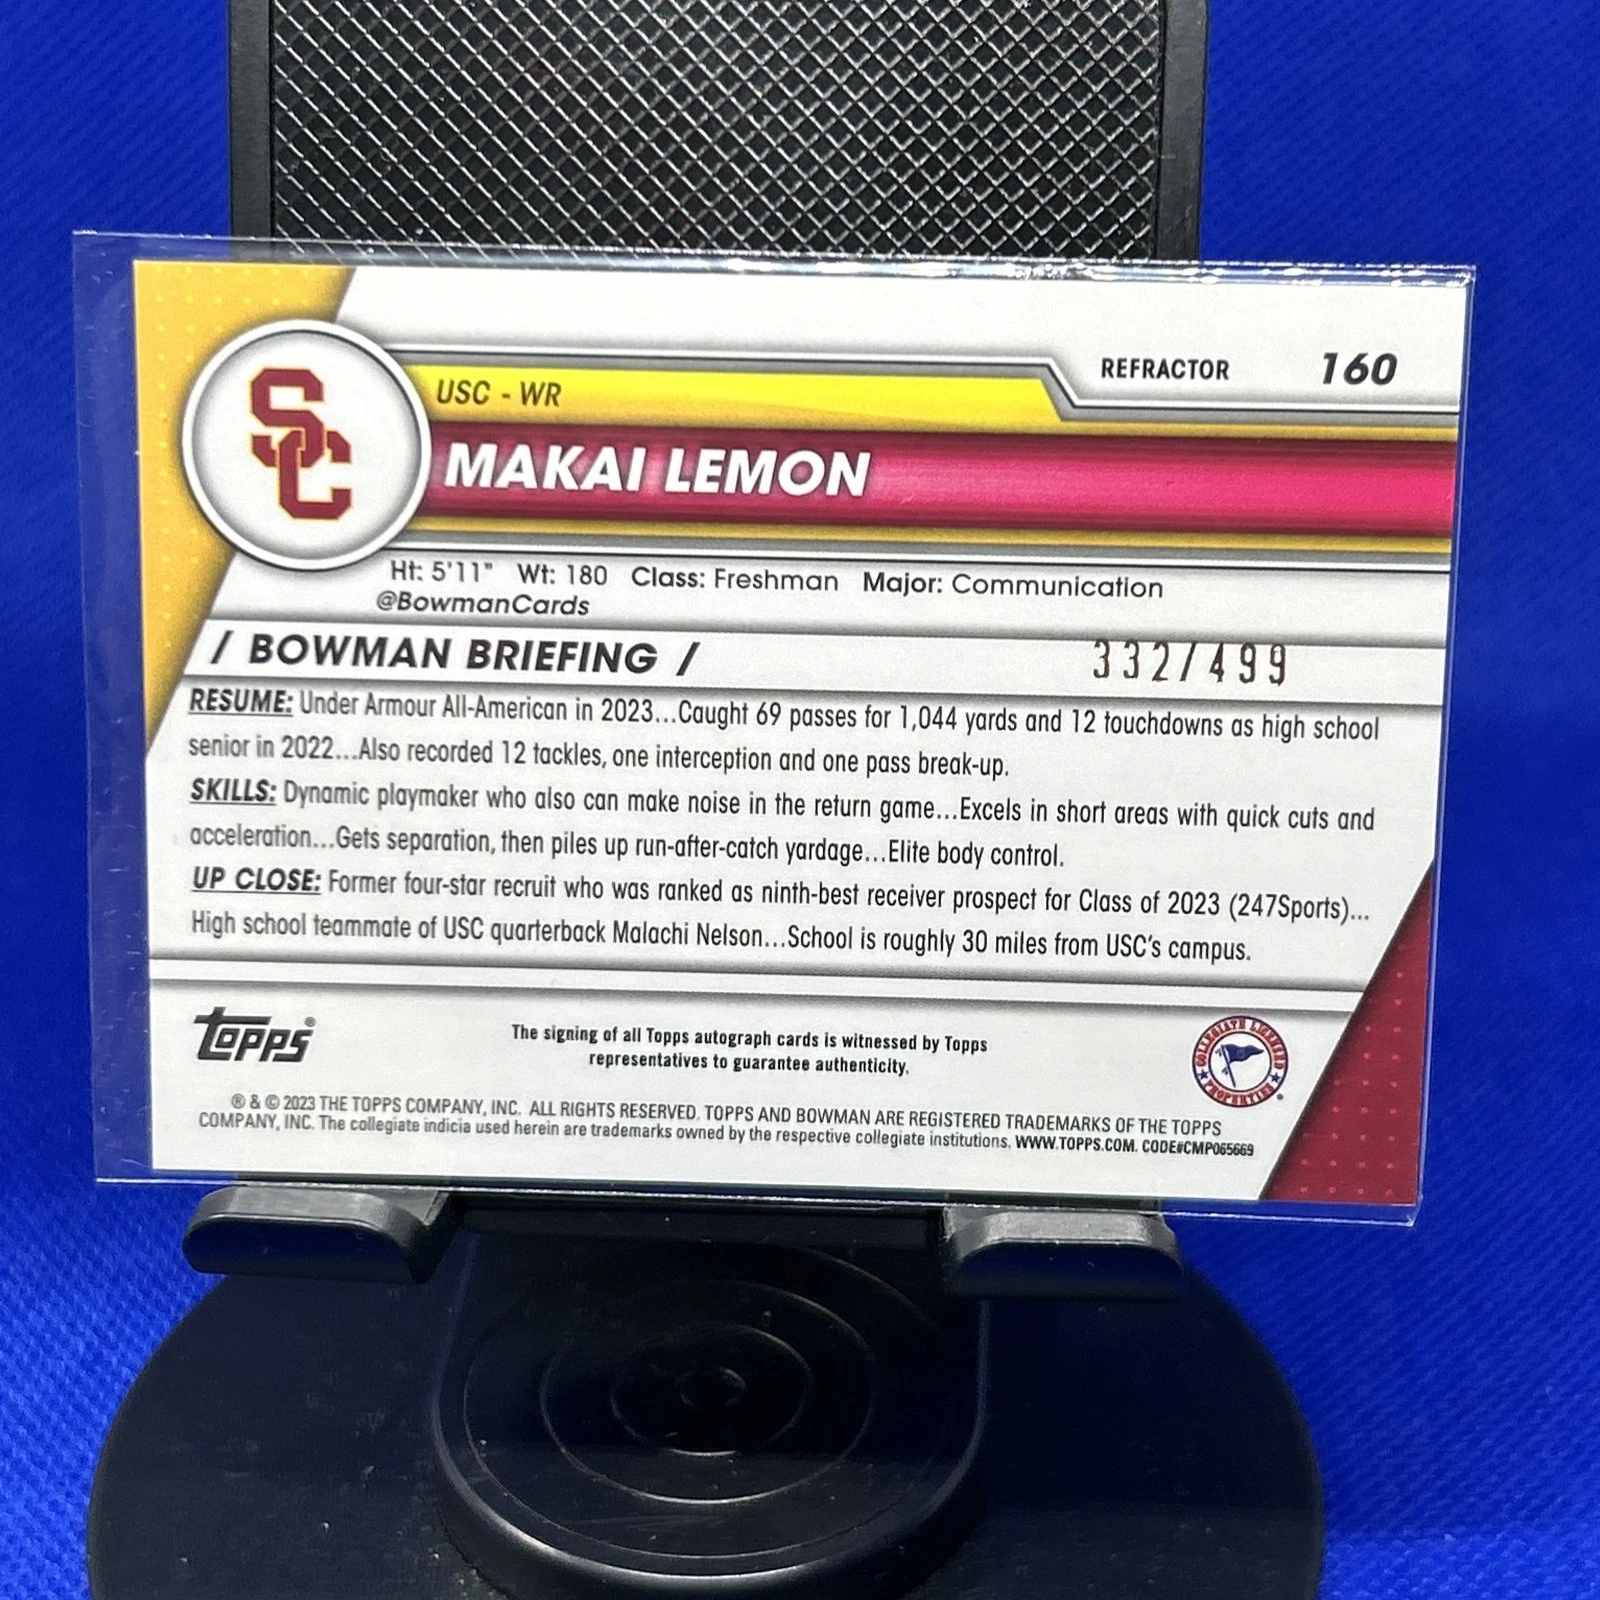 REFRACTOR 160
USC - WR
SC
MAKAI LEMON
Ht: 5'11" Wt: 180 Class: Freshman Major: Communication
@BowmanCards
/ BOWMAN BRIEFING /
332/499
RESUME: Under Armour All-American in 2023...Caught 69 passes for 1,044 yards and 12 touchdowns as high school
senior in 2022...Also recorded 12 tackles, one interception and one pass break-up.
SKILLS: Dynamic playmaker who also can make noise in the return game...Excels in short areas with quick cuts and
acceleration...Gets separation, then piles up run-after-catch yardage...Elite body control.
UP CLOSE: Former four-star recruit who was ranked as ninth-best receiver prospect for Class of 2023 (247Sports)...
High school teammate of USC quarterback Malachi Nelson...School is roughly 30 miles from USC's campus.
TOPPS®
The signing of all Topps autograph cards is witnessed by Topps
representatives to guarantee authenticity.
COLLEGIATE LICENSED PROPERTIES
® & © 2023 THE TOPPS COMPANY, INC. ALL RIGHTS RESERVED. TOPPS AND BOWMAN ARE REGISTERED TRADEMARKS OF THE TOPPS
COMPANY, INC. The collegiate indicia used herein are trademarks owned by the respective collegiate institutions. WWW.TOPPS.COM. CODE#CMP065669